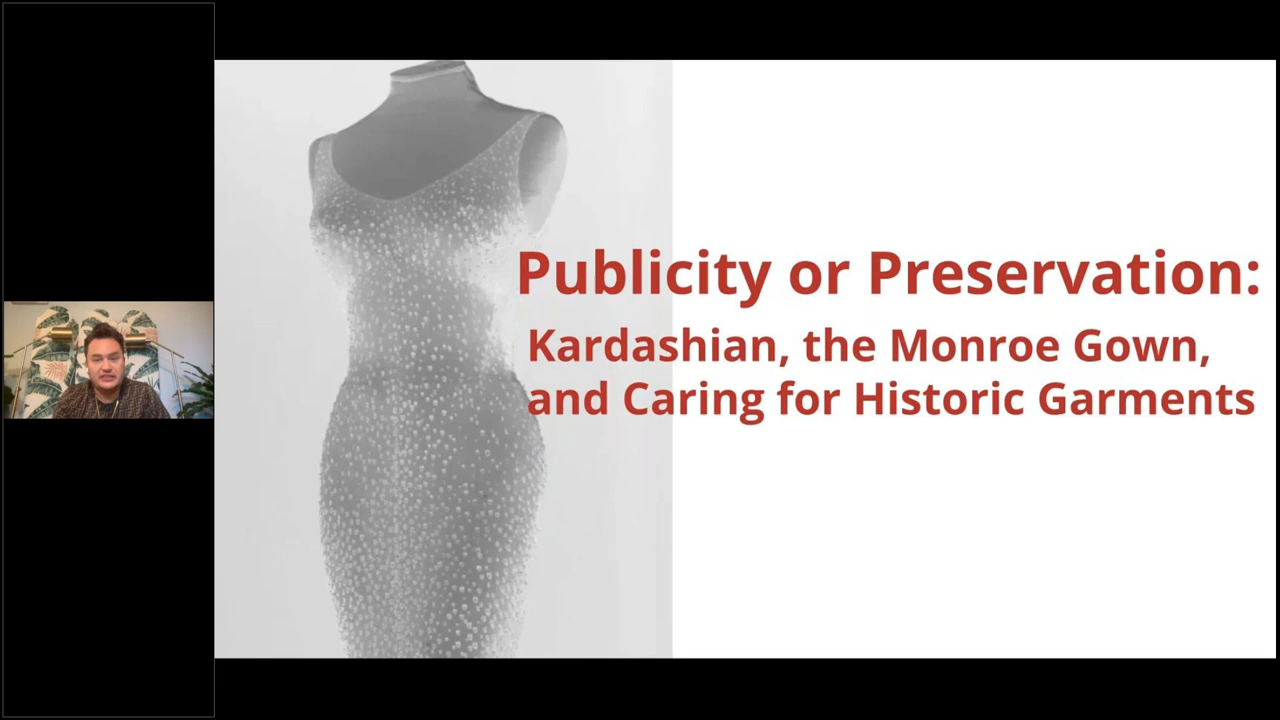 Publicity or Preservation:
Kardashian, the Monroe Gown,
and Caring for Historic Garments